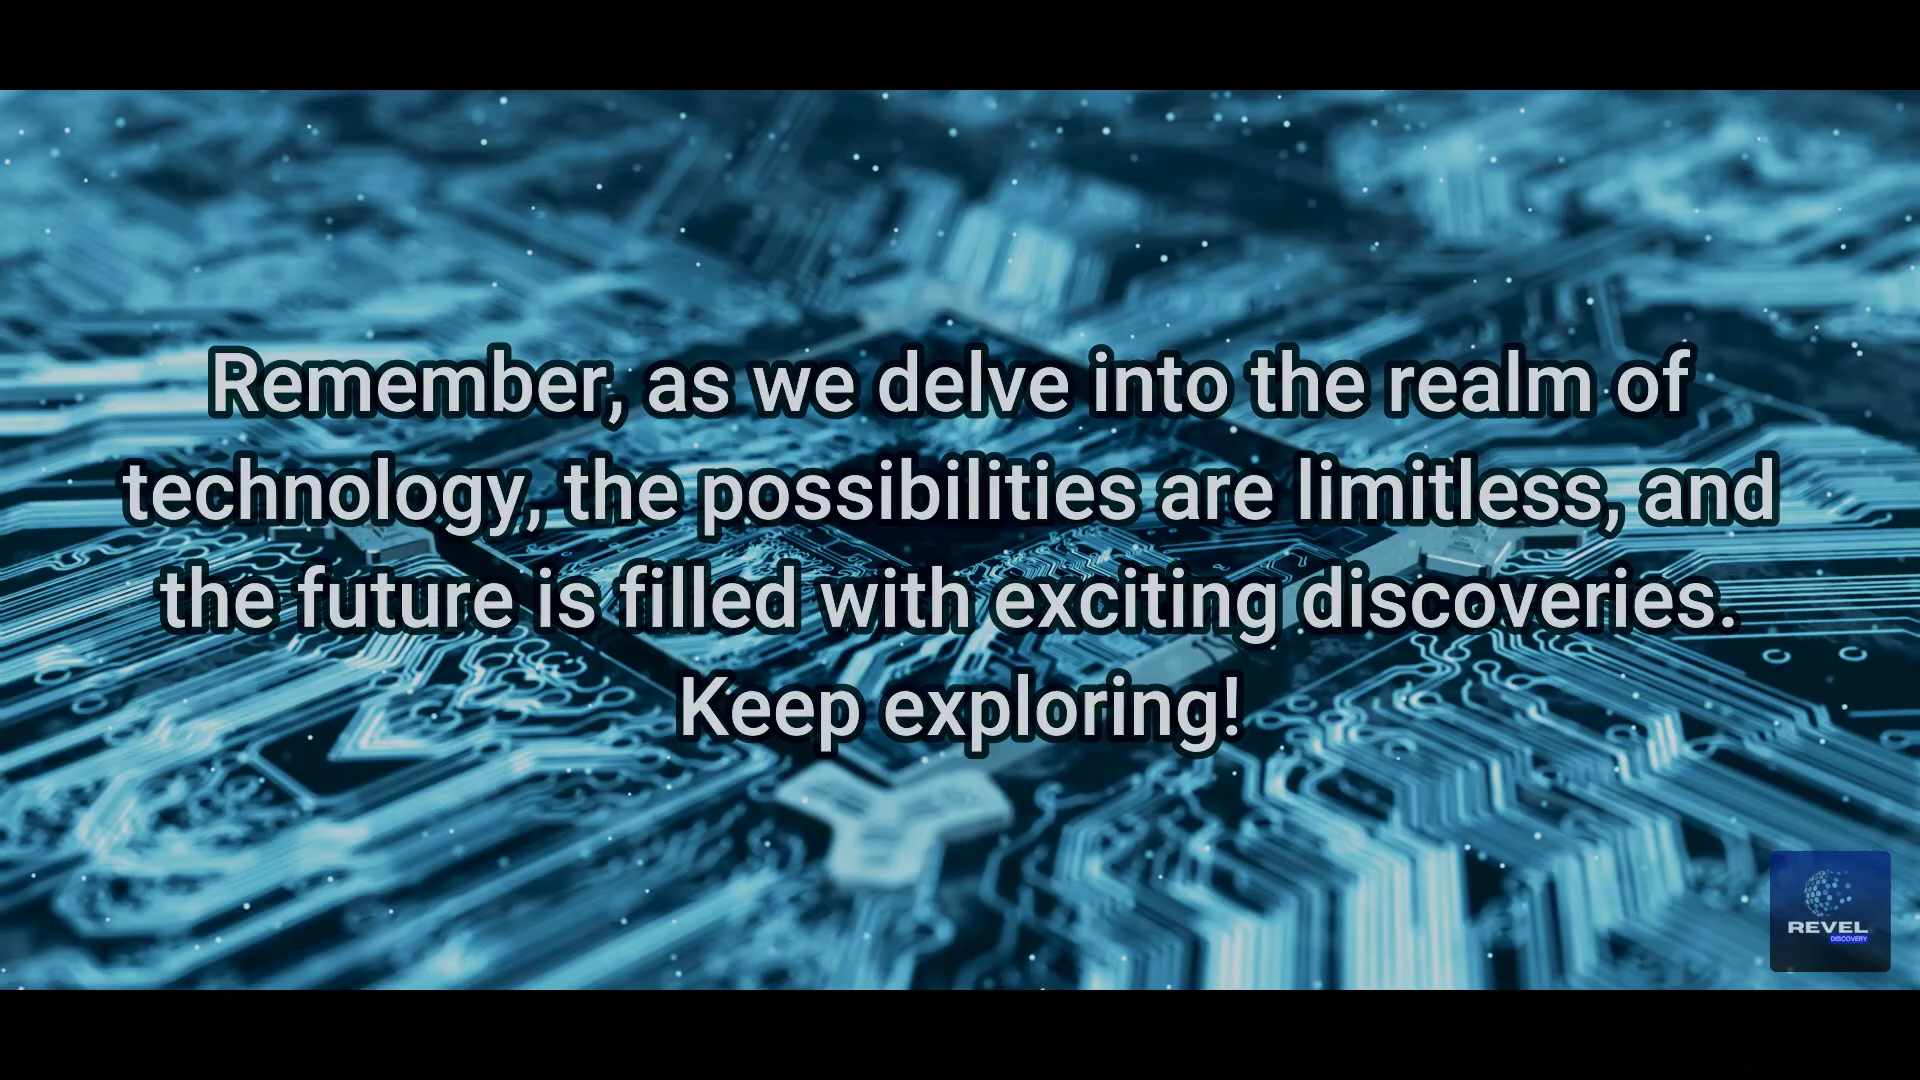 Remember, as we delve into the realm of
technology, the possibilities are limitless, and
the future is filled with exciting discoveries.
Keep exploring!
REVEL
DISCOVERY